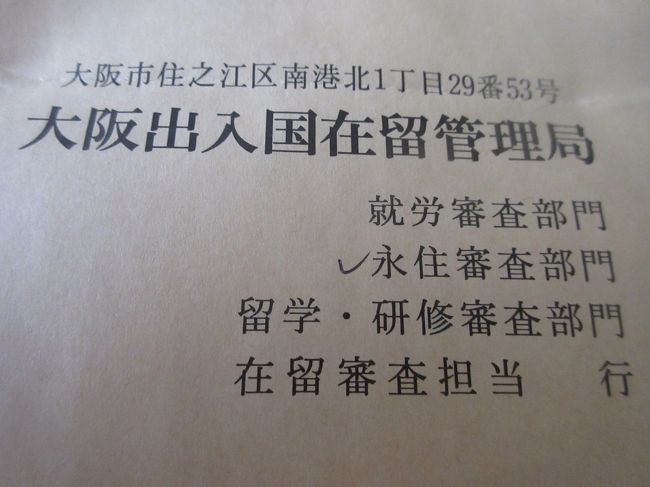 大阪市住之江区南港北1丁目29番53号
大阪出入国在留管理局
就労審査部門
✓永住審査部門
留学・研修審査部門
在留審査担当 行